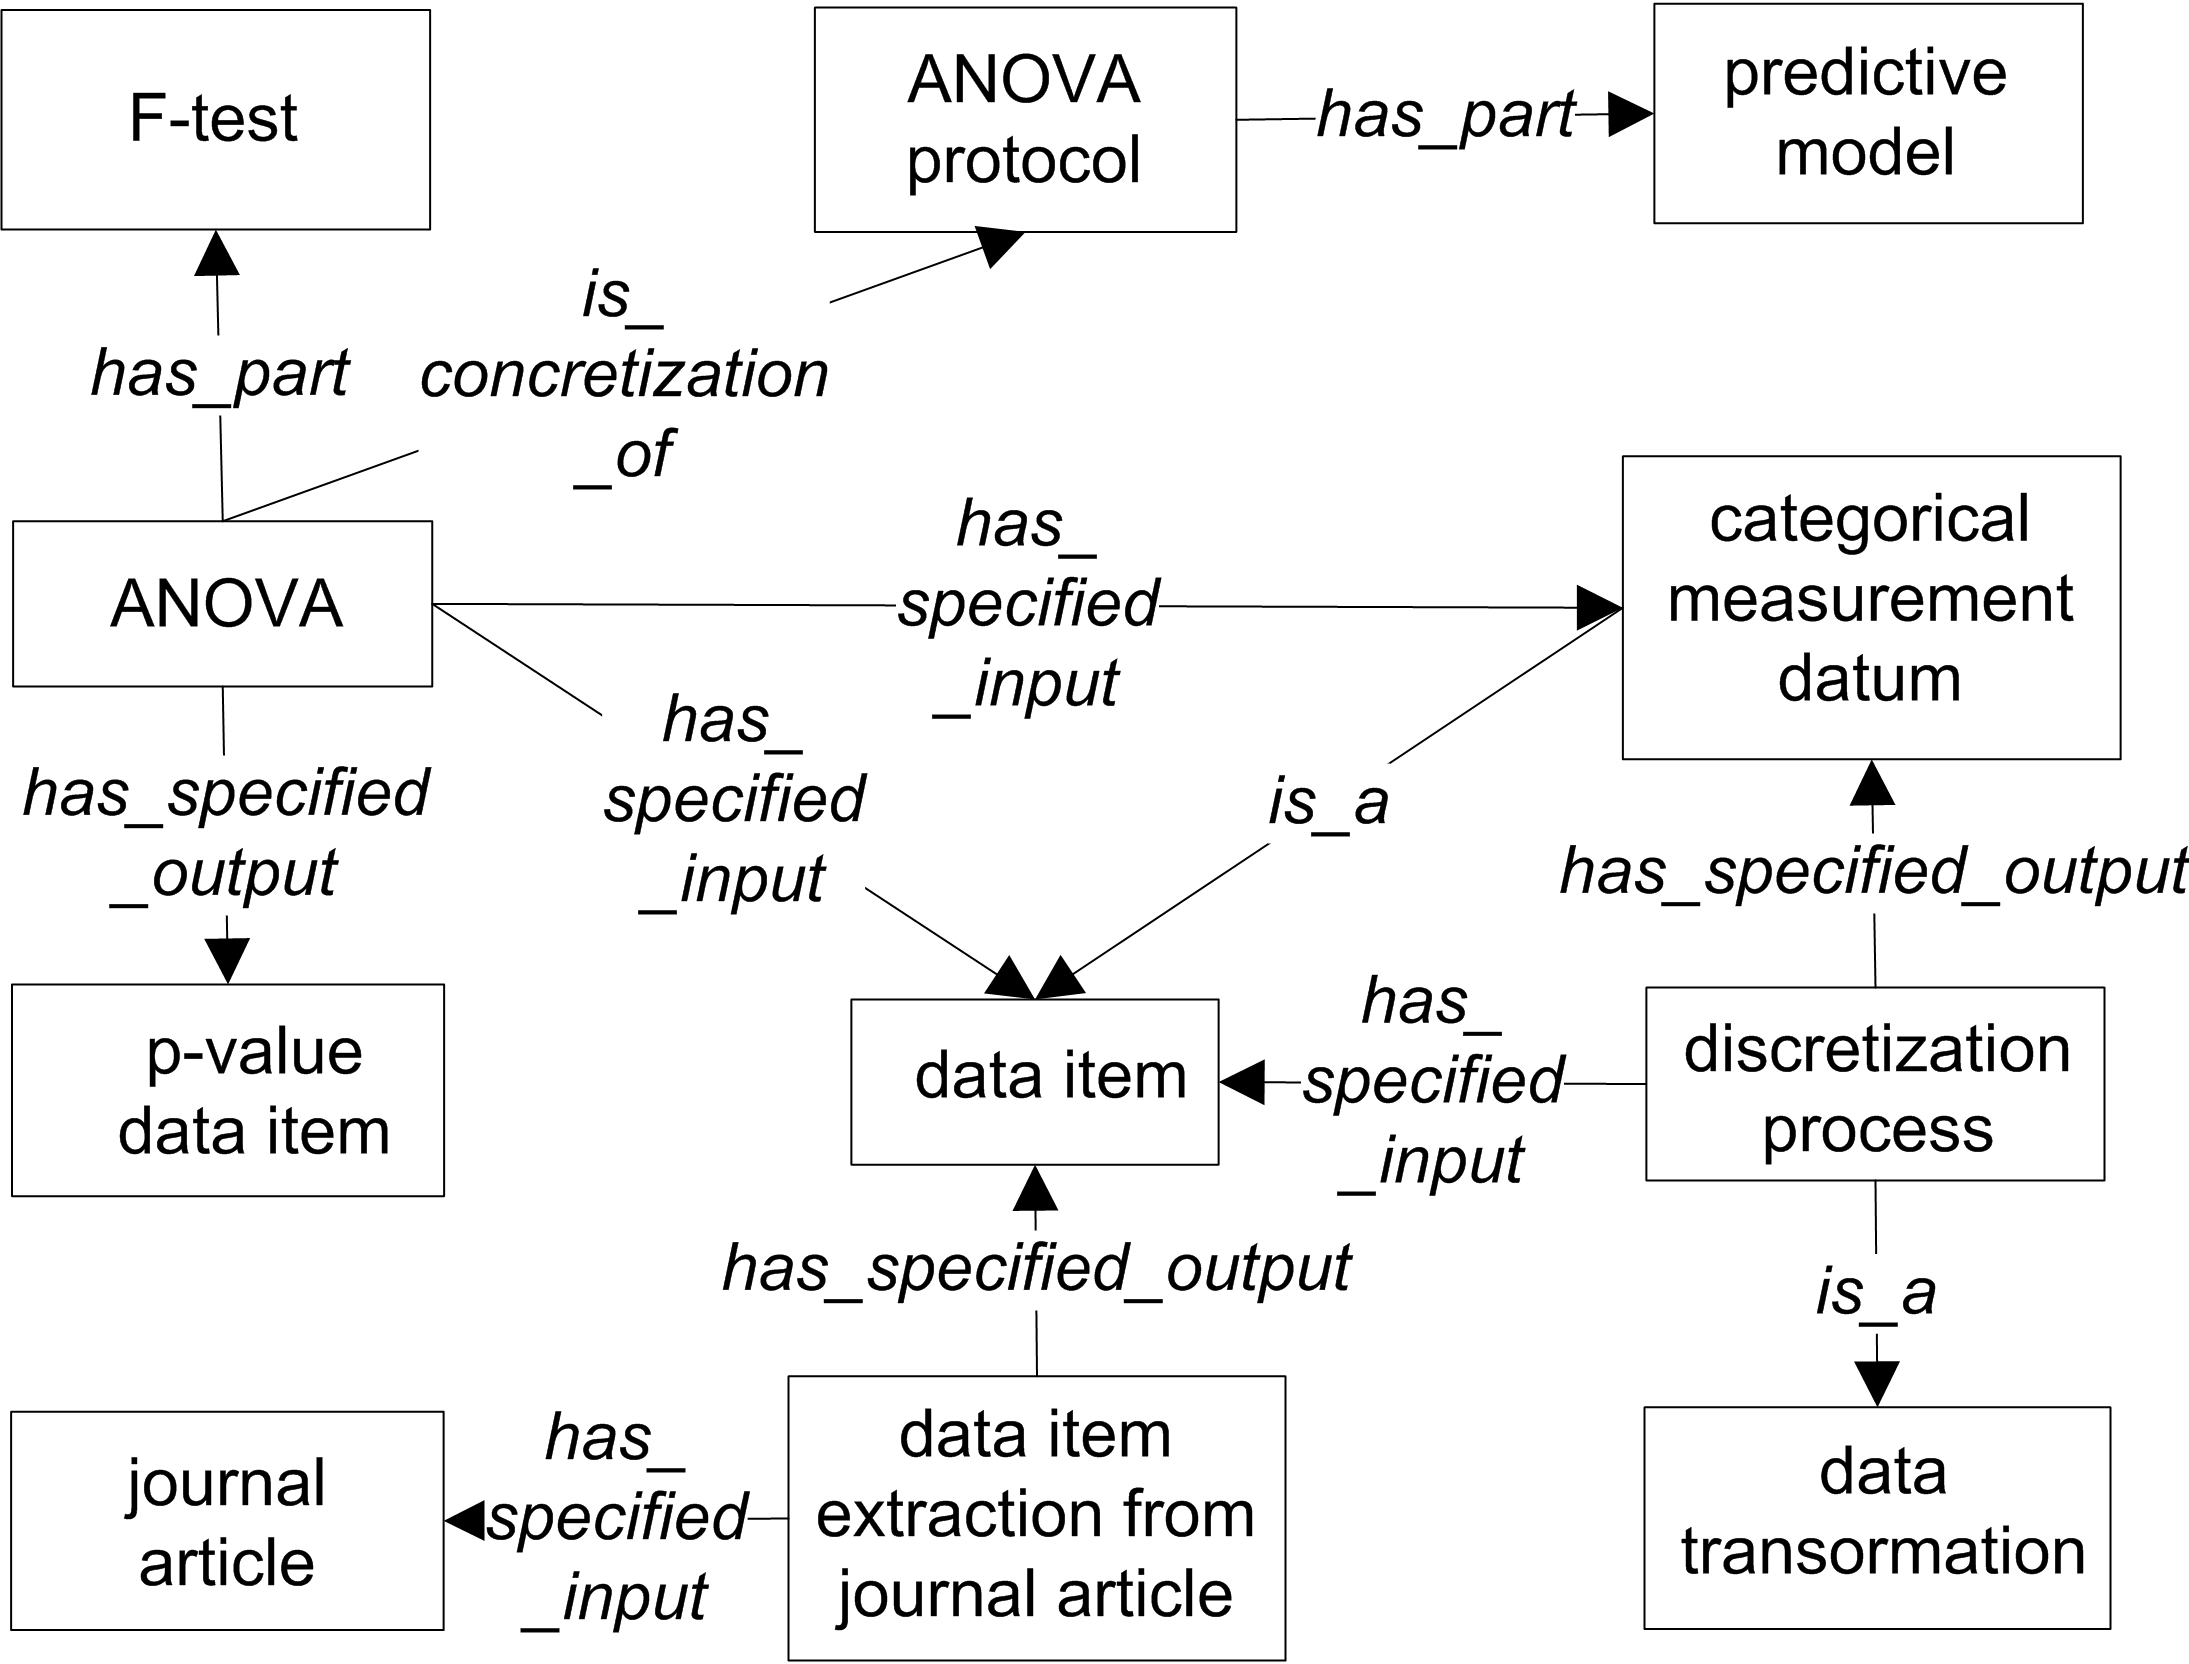 F-test
ANOVA
protocol
has_part
predictive
model
is_
concretization
_of
has_part
ANOVA
has_
specified
_input
categorical
measurement
datum
has_
specified
_input
is_a
has_specified
_output
has_specified_output
p-value
data item
data item
has_
specified
_input
discretization
process
has_specified_output
is_a
journal
article
has_
specified
_input
data item
extraction from
journal article
data
transormation